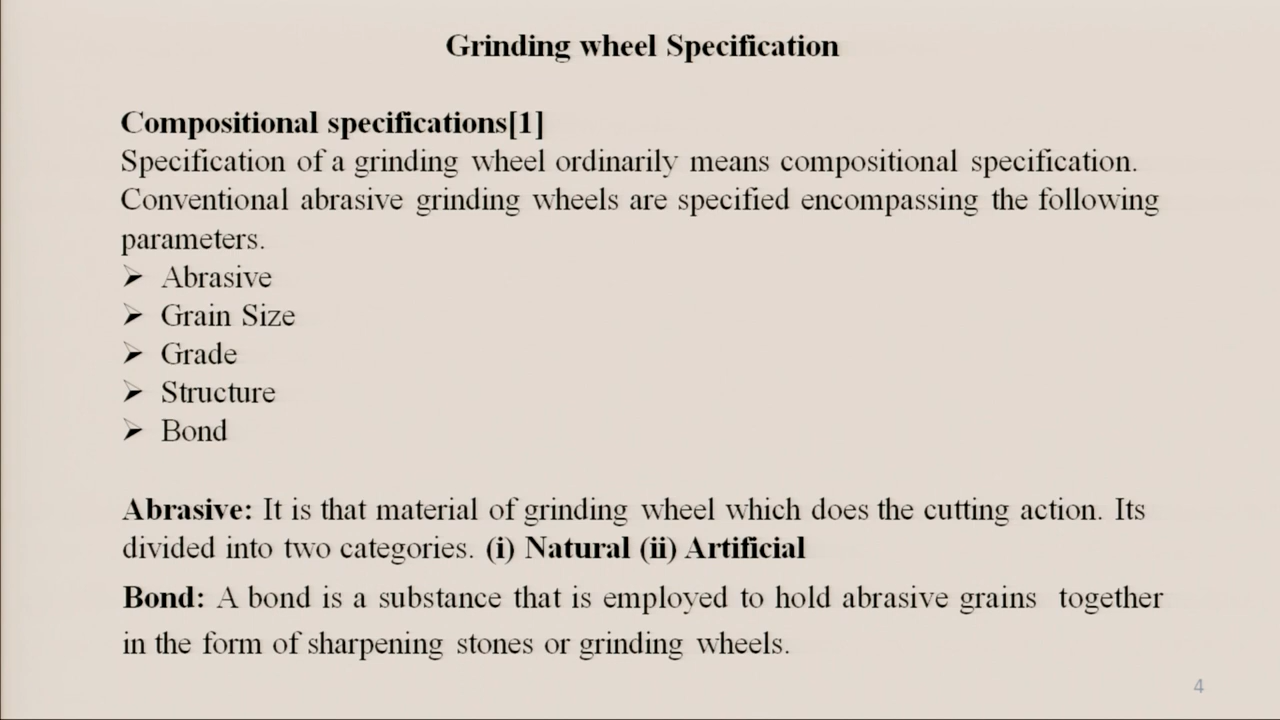 Grinding wheel Specification
Compositional specifications[1]
Specification of a grinding wheel ordinarily means compositional specification.
Conventional abrasive grinding wheels are specified encompassing the following
parameters.
➢ Abrasive
➢ Grain Size
➢ Grade
➢ Structure
➢ Bond
Abrasive: It is that material of grinding wheel which does the cutting action. Its
divided into two categories. (i) Natural (ii) Artificial
Bond: A bond is a substance that is employed to hold abrasive grains together
in the form of sharpening stones or grinding wheels.
4